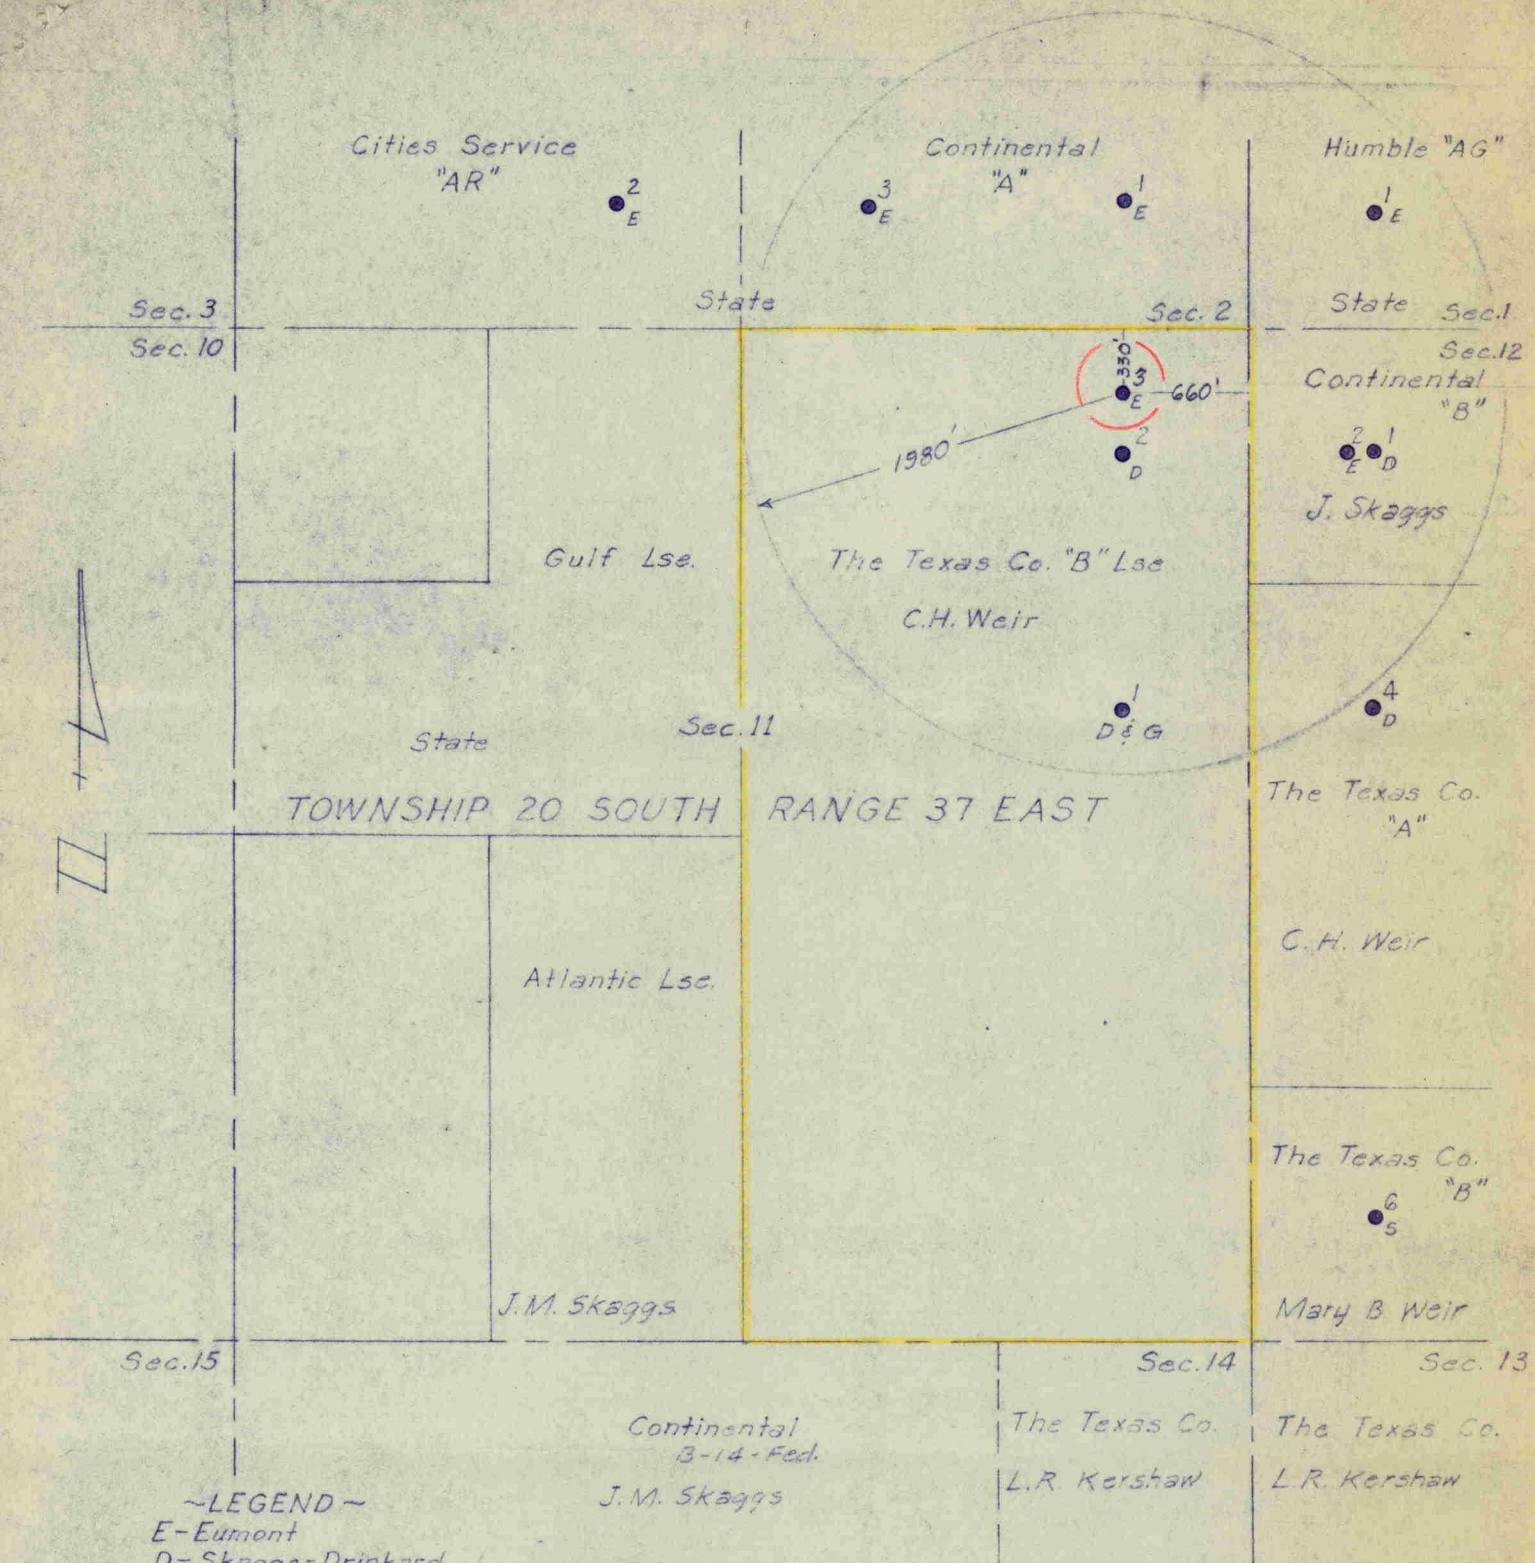 Cities Service
"AR"
2
E
Continental
"A"
3
E
1
E
Humble "AG"
1
E
State
State
Sec. 3
Sec. 2
Sec. 1
Sec. 10
Sec. 12
330'
3
E
660'
2
D
1980'
Continental
"B"
2
E
1
D
J. Skaggs
Gulf Lse.
The Texas Co. "B" Lse
C.H. Weir
1
D & G
4
D
State
Sec. 11
TOWNSHIP 20 SOUTH RANGE 37 EAST
The Texas Co.
"A"
C. H. Weir
N
Atlantic Lse.
J.M. Skaggs
The Texas Co.
"B"
6
S
Mary B Weir
Sec. 15
Sec. 14
Sec. 13
Continental
B-14-Fed.
J.M. Skaggs
The Texas Co.
L.R. Kershaw
The Texas Co.
L.R. Kershaw
~LEGEND~
E-Eumont
D-Skaggs-Drinkard